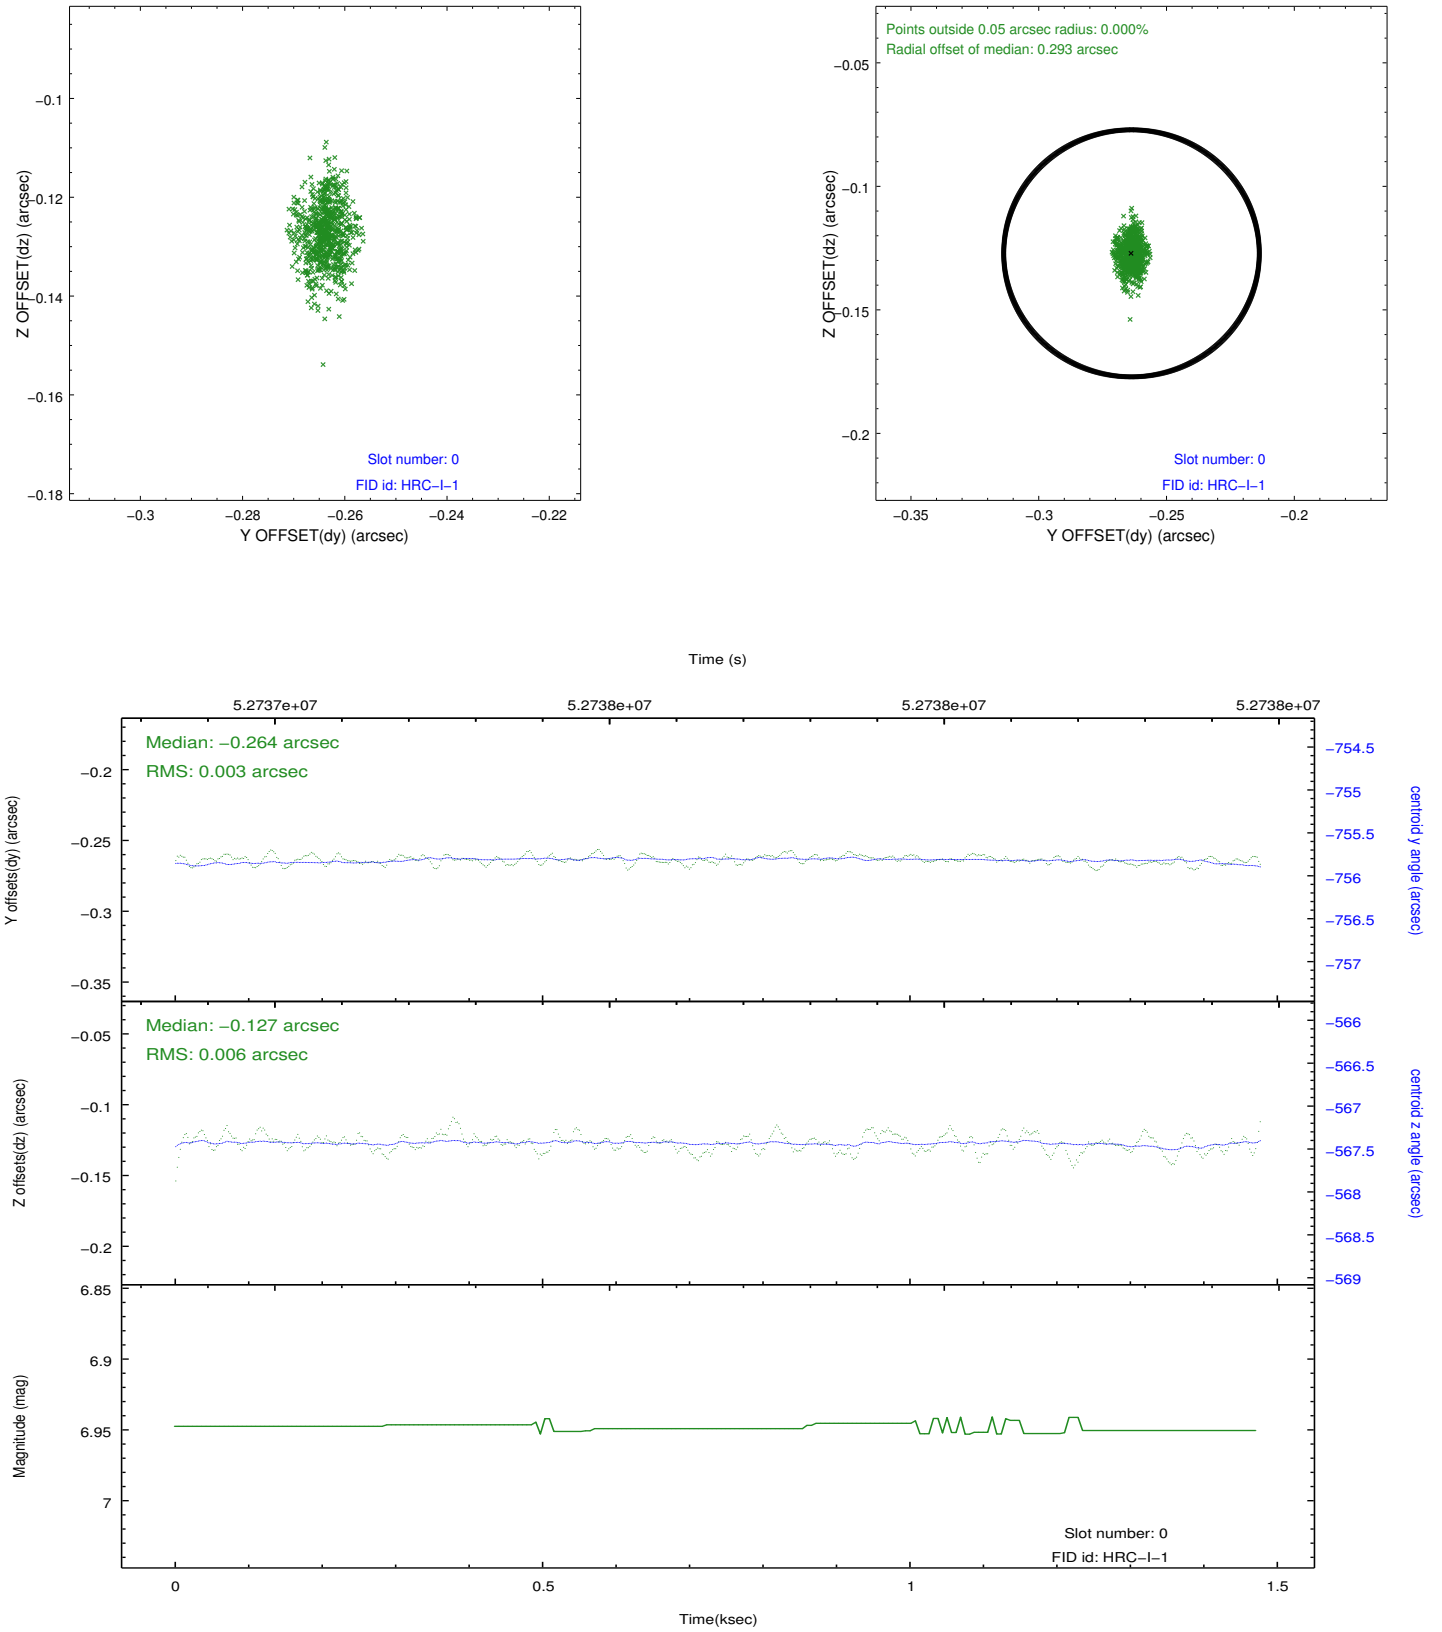 −0.1
−0.12
−0.14
−0.16
−0.18
Z OFFSET(dz) (arcsec)
−0.3
−0.28
−0.26
−0.24
−0.22
Y OFFSET(dy) (arcsec)
Slot number: 0
FID id: HRC−I−1
Points outside 0.05 arcsec radius: 0.000%
Radial offset of median: 0.293 arcsec
−0.05
−0.1
−0.15
−0.2
Z OFFSET(dz) (arcsec)
Slot number: 0
FID id: HRC−I−1
−0.35
−0.3
−0.25
−0.2
Y OFFSET(dy) (arcsec)
Time (s)
5.2737e+07
5.2738e+07
5.2738e+07
5.2738e+07
Median: −0.264 arcsec
RMS: 0.003 arcsec
−0.2
−0.25
−0.3
−0.35
Y offsets(dy) (arcsec)
−754.5
−755
−755.5
−756
−756.5
−757
centroid y angle (arcsec)
Median: −0.127 arcsec
RMS: 0.006 arcsec
−0.05
−0.1
−0.15
−0.2
Z offsets(dz) (arcsec)
−566
−566.5
−567
−567.5
−568
−568.5
−569
centroid z angle (arcsec)
6.85
6.9
6.95
7
Magnitude (mag)
Slot number: 0
FID id: HRC−I−1
0
0.5
1
1.5
Time(ksec)